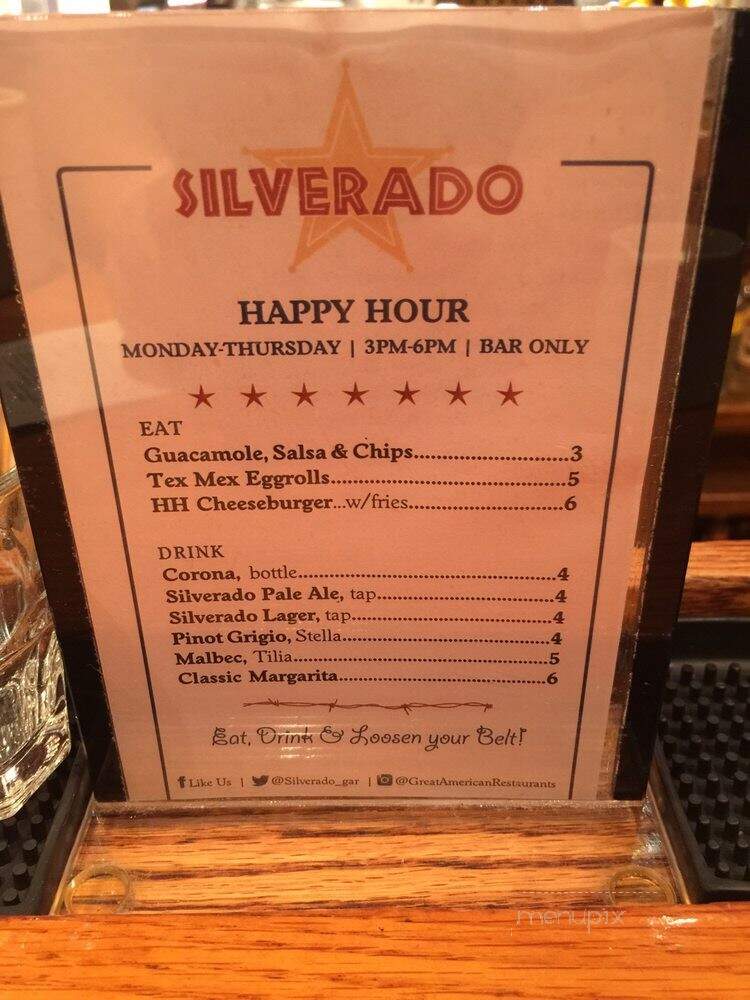 SILVERADO
HAPPY HOUR
MONDAY-THURSDAY | 3PM-6PM | BAR ONLY
EAT
Guacamole, Salsa & Chips..............................3
Tex Mex Eggrolls..............................5
HH Cheeseburger...w/fries..............................6
DRINK
Corona, bottle..............................4
Silverado Pale Ale, tap..............................4
Silverado Lager, tap..............................4
Pinot Grigio, Stella..............................4
Malbec, Tilia..............................5
Classic Margarita..............................6
Eat, Drink & Loosen your Belt!
Like Us | @Silverado_gar | @GreatAmericanRestaurants
menupix